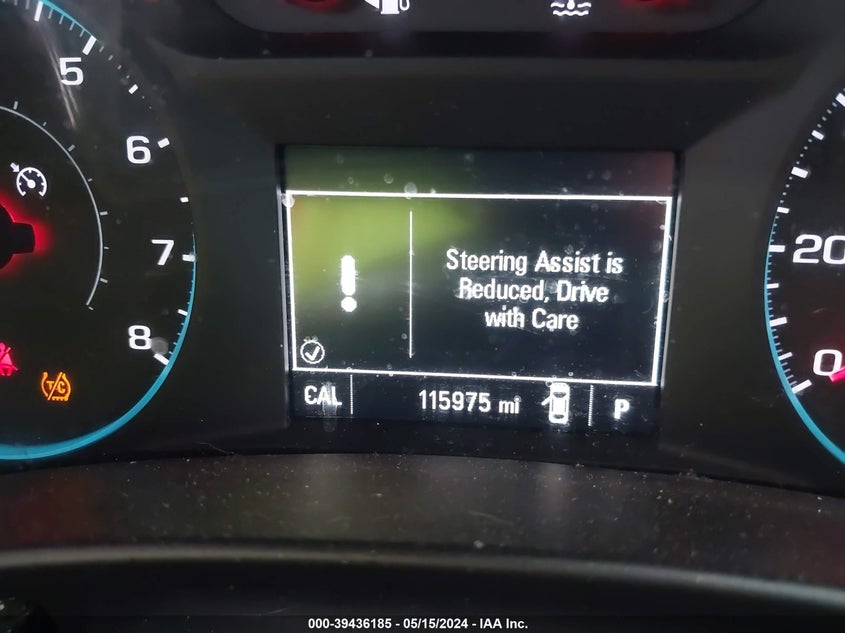 5
6
7
8
T/C
Steering Assist is
Reduced, Drive
with Care
CAL
115975 mi
P
20
0
000-39436185 - 05/15/2024 - IAA Inc.